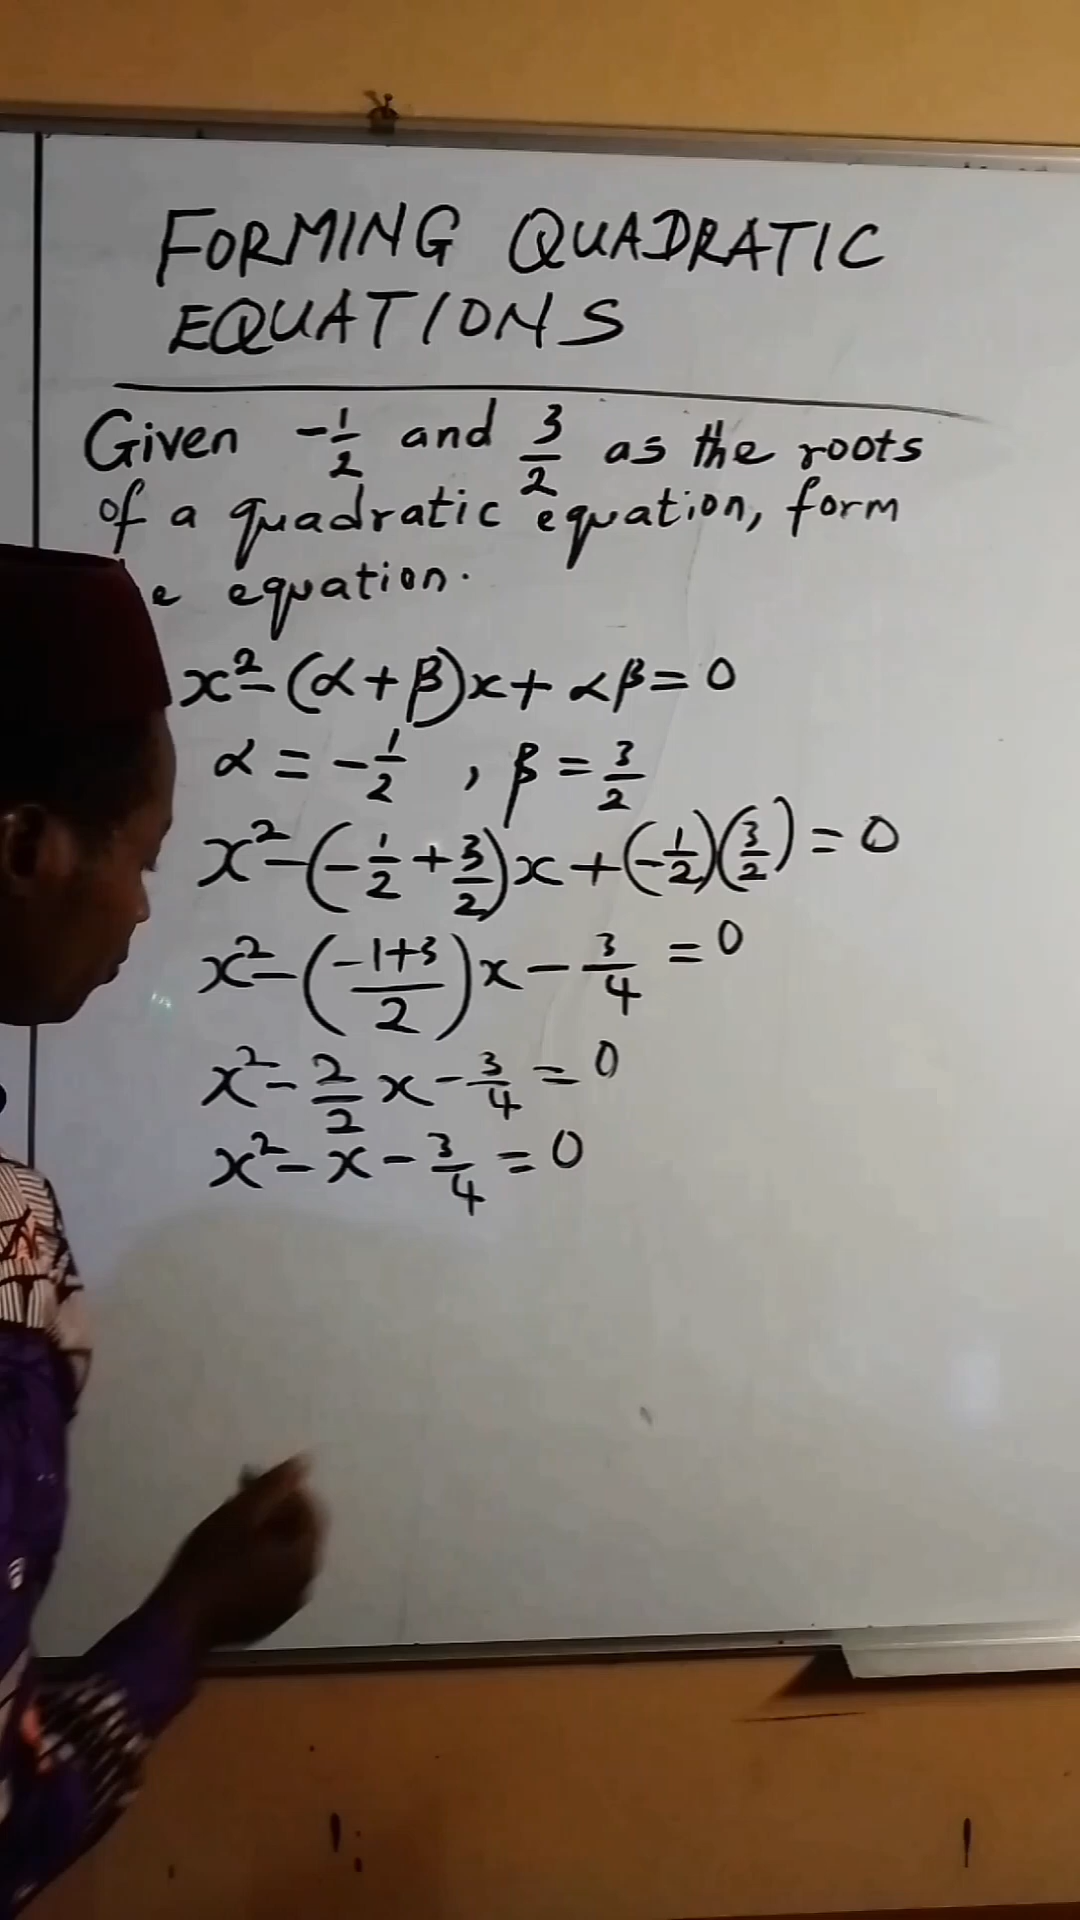 FORMING QUADRATIC
EQUATIONS
Given -1/2 and 3/2 as the roots
of a quadratic equation, form
equation.
x² - (α + β)x + αβ = 0
α = -1/2 , β = 3/2
x² - (-1/2 + 3/2)x + (-1/2)(3/2) = 0
x² - (-1+3/2)x - 3/4 = 0
x² - 2/2 x - 3/4 = 0
x² - x - 3/4 = 0